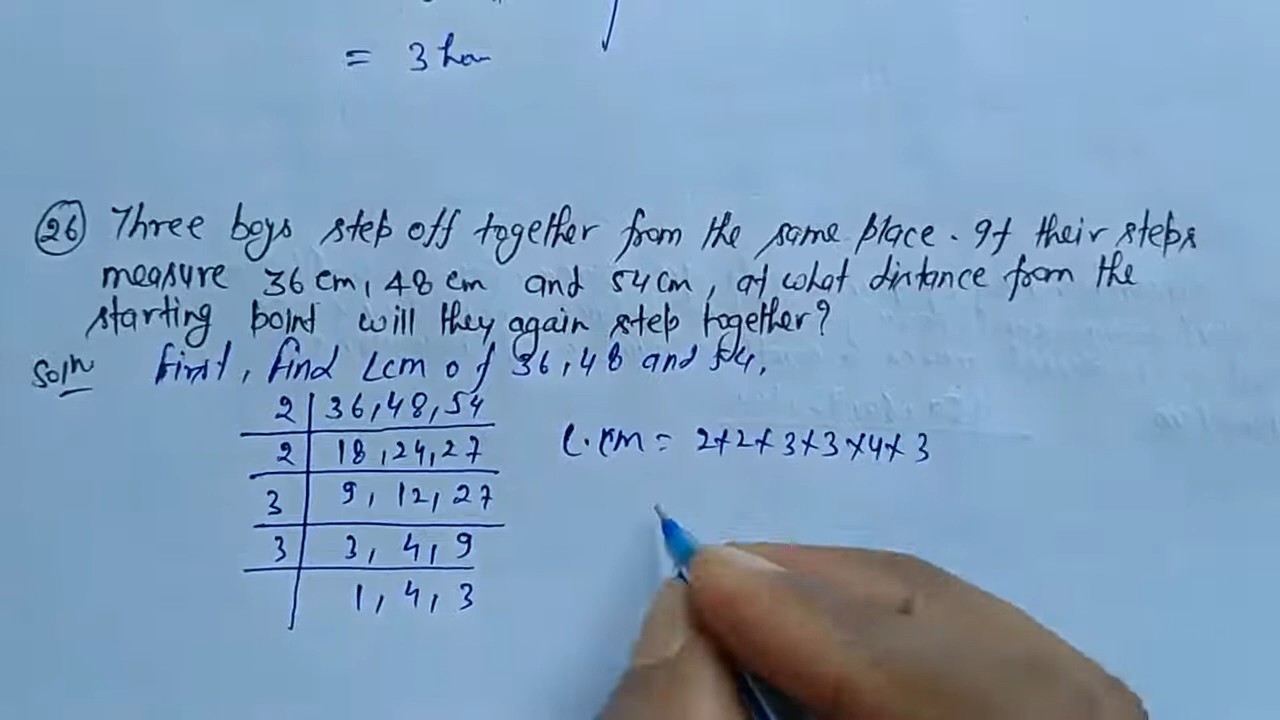 = 3 hom
26 Three boys step off together from the same place. If their steps
measure 36 cm, 48 cm and 54 cm, at what distance from the
starting point will they again step together?
Soln First, find Lcm of 36, 48 and 54.
2 | 36, 48, 54
2 | 18, 24, 27
3 | 9, 12, 27
3 | 3, 4, 9
1, 4, 3
L.cm = 2×2×3×3×4×3